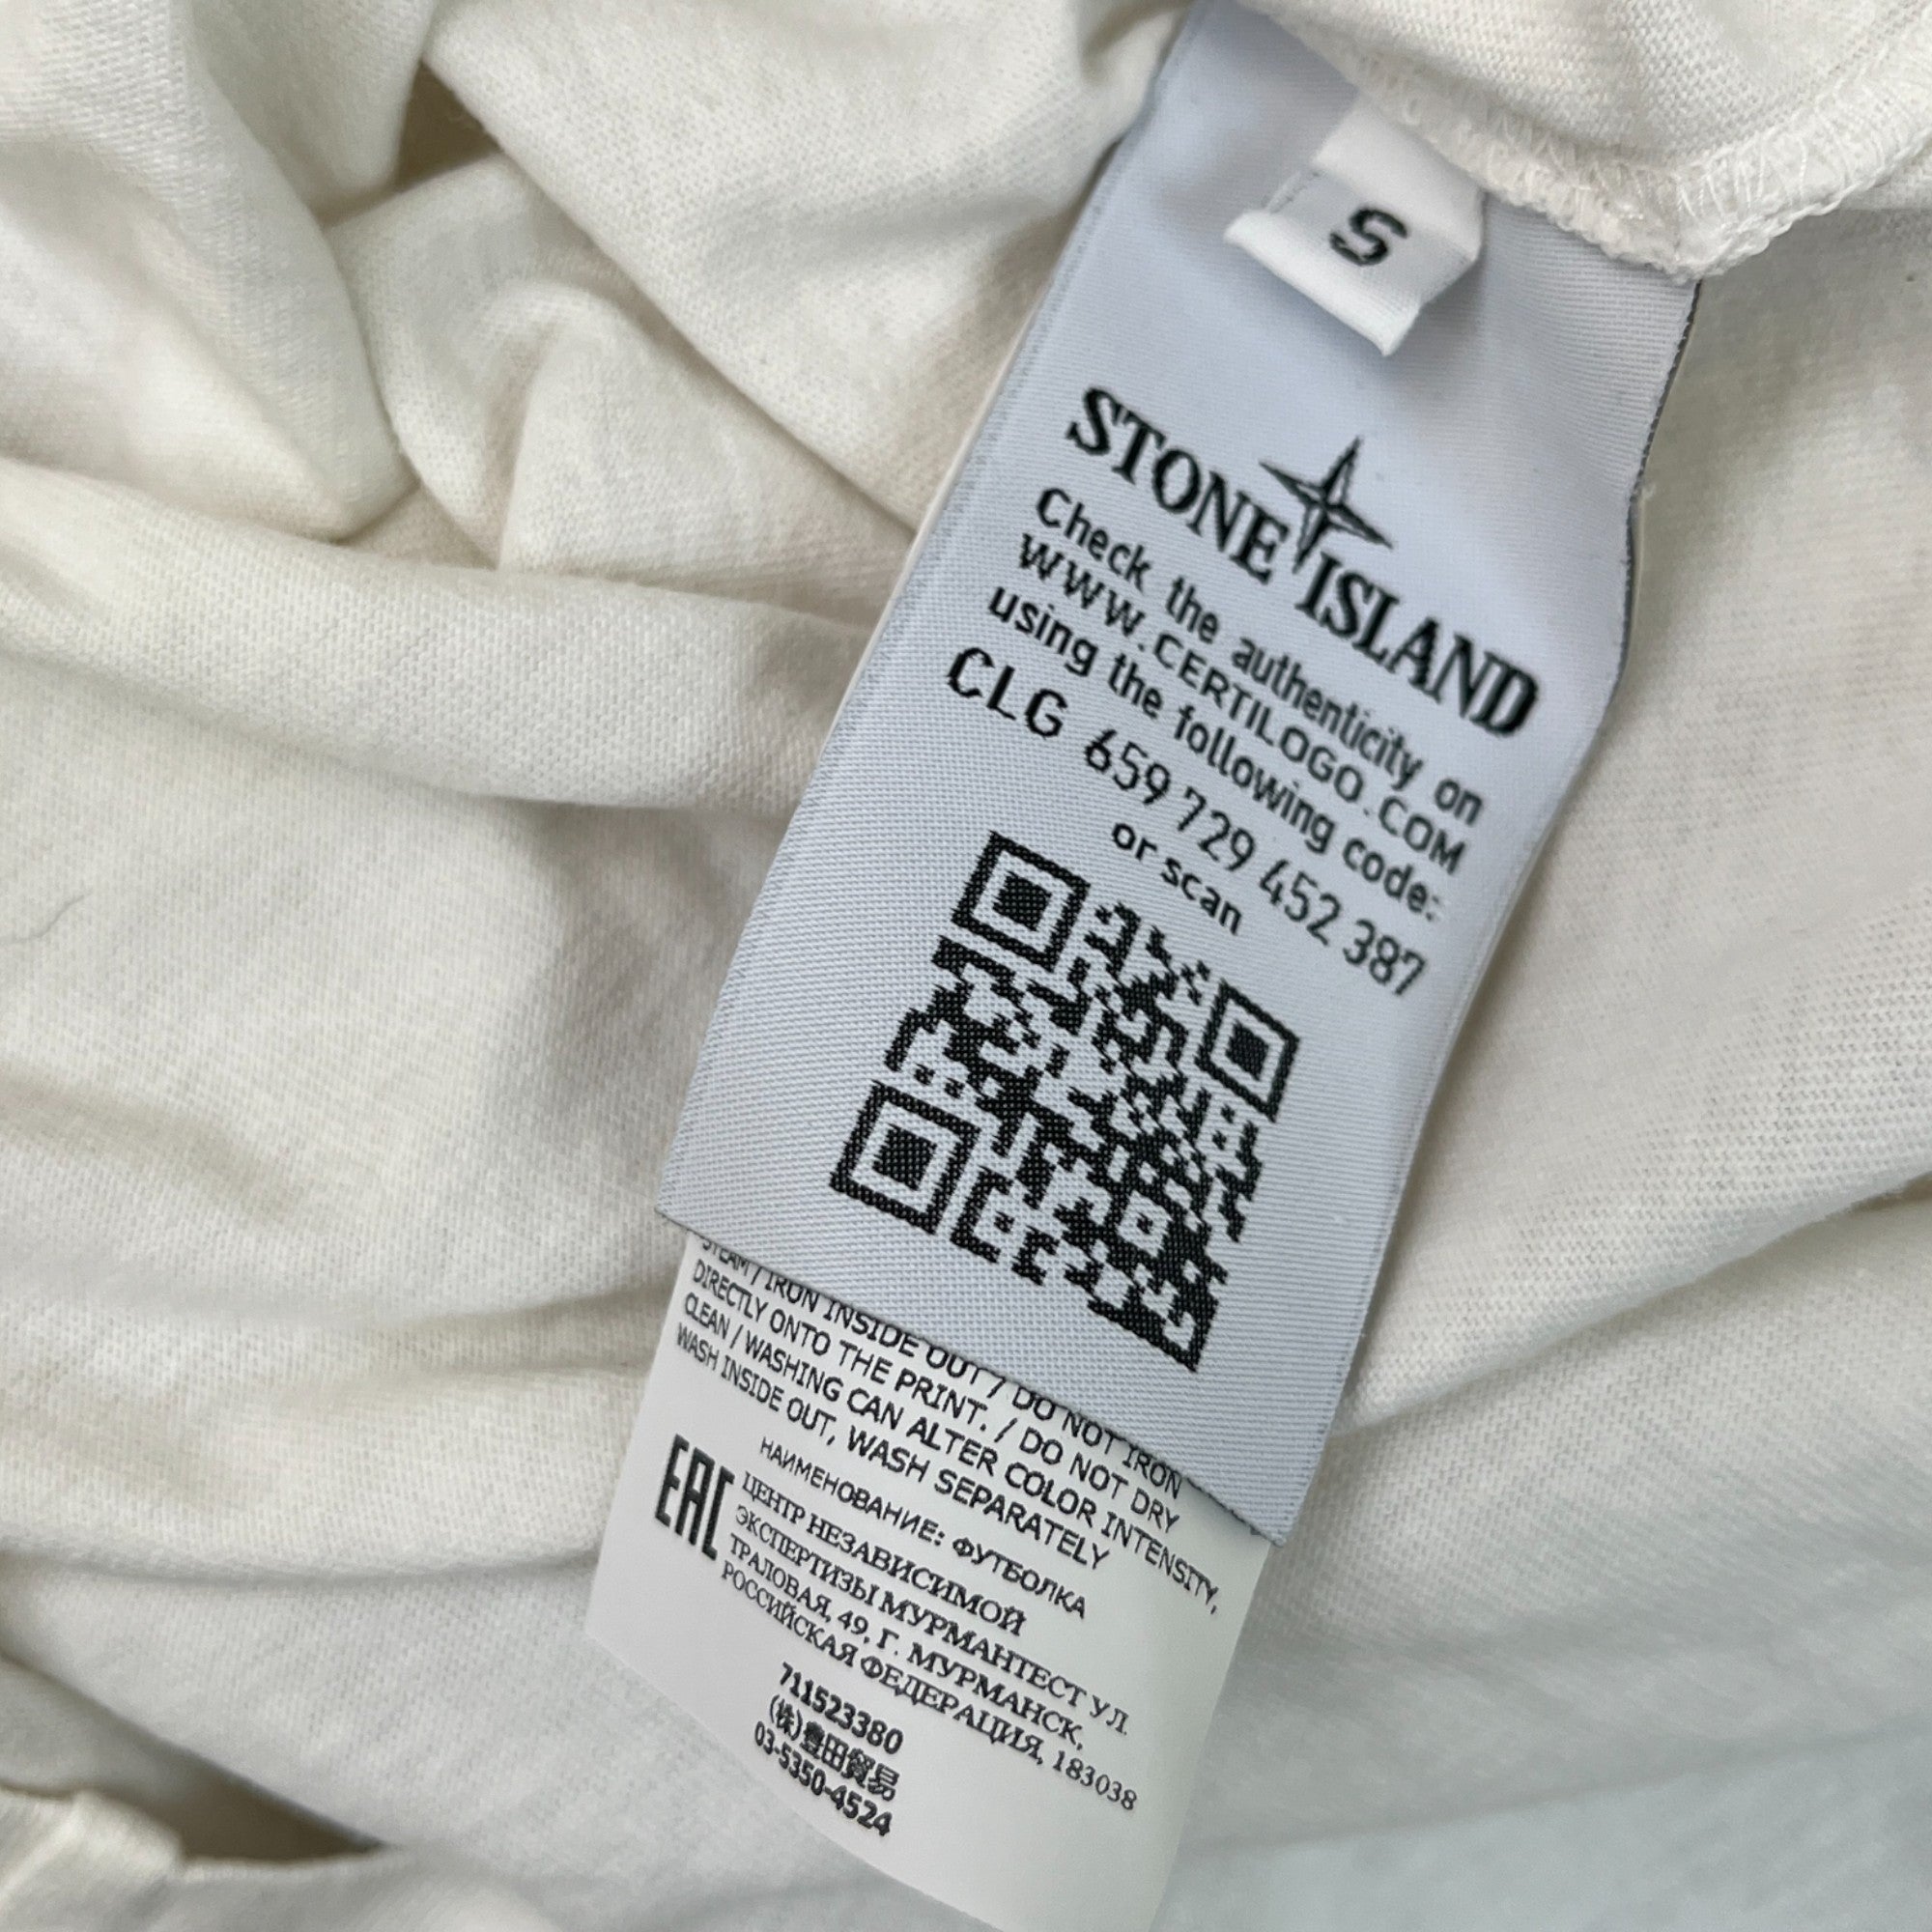 S
STONE ISLAND
Check the authenticity on
WWW.CERTILOGO.COM
using the following code:
CLG 659 729 452 387
or scan
STEAM / IRON INSIDE OUT / DO NOT IRON
DIRECTLY ONTO THE PRINT. / DO NOT DRY
CLEAN / WASHING CAN ALTER COLOR INTENSITY,
WASH INSIDE OUT, WASH SEPARATELY
НАИМЕНОВАНИЕ: ФУТБОЛКА
EAC
ЦЕНТР НЕЗАВИСИМОЙ
ЭКСПЕРТИЗЫ МУРМАНТЕСТ УЛ.
ТРАЛОВАЯ, 49, Г. МУРМАНСК,
РОССИЙСКАЯ ФЕДЕРАЦИЯ, 183038
711523380
(株)豊田貿易
03-5350-4524